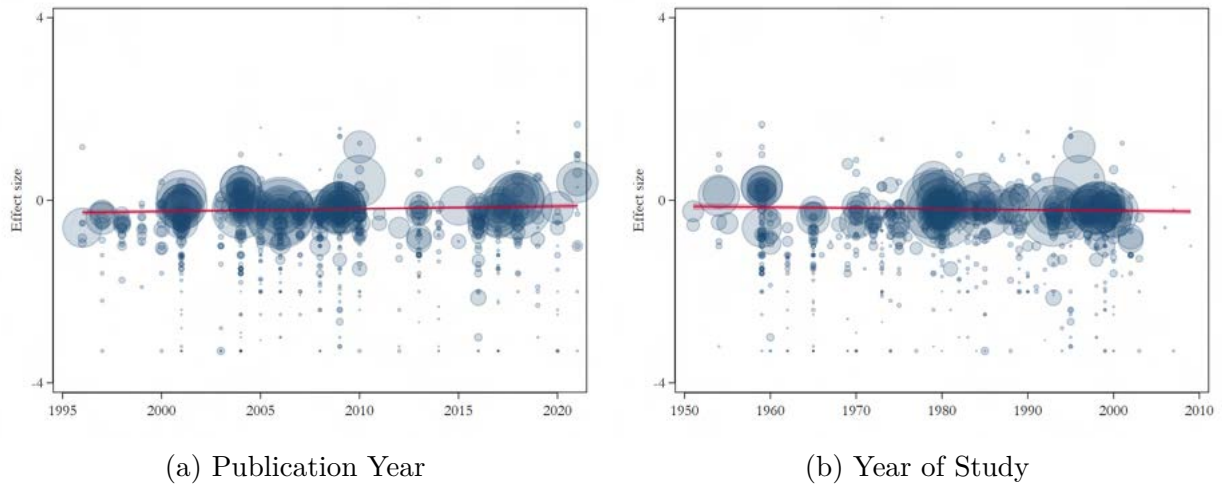 4
0
-4
Effect size
1995 2000 2005 2010 2015 2020
(a) Publication Year
4
0
-4
Effect size
1950 1960 1970 1980 1990 2000 2010
(b) Year of Study